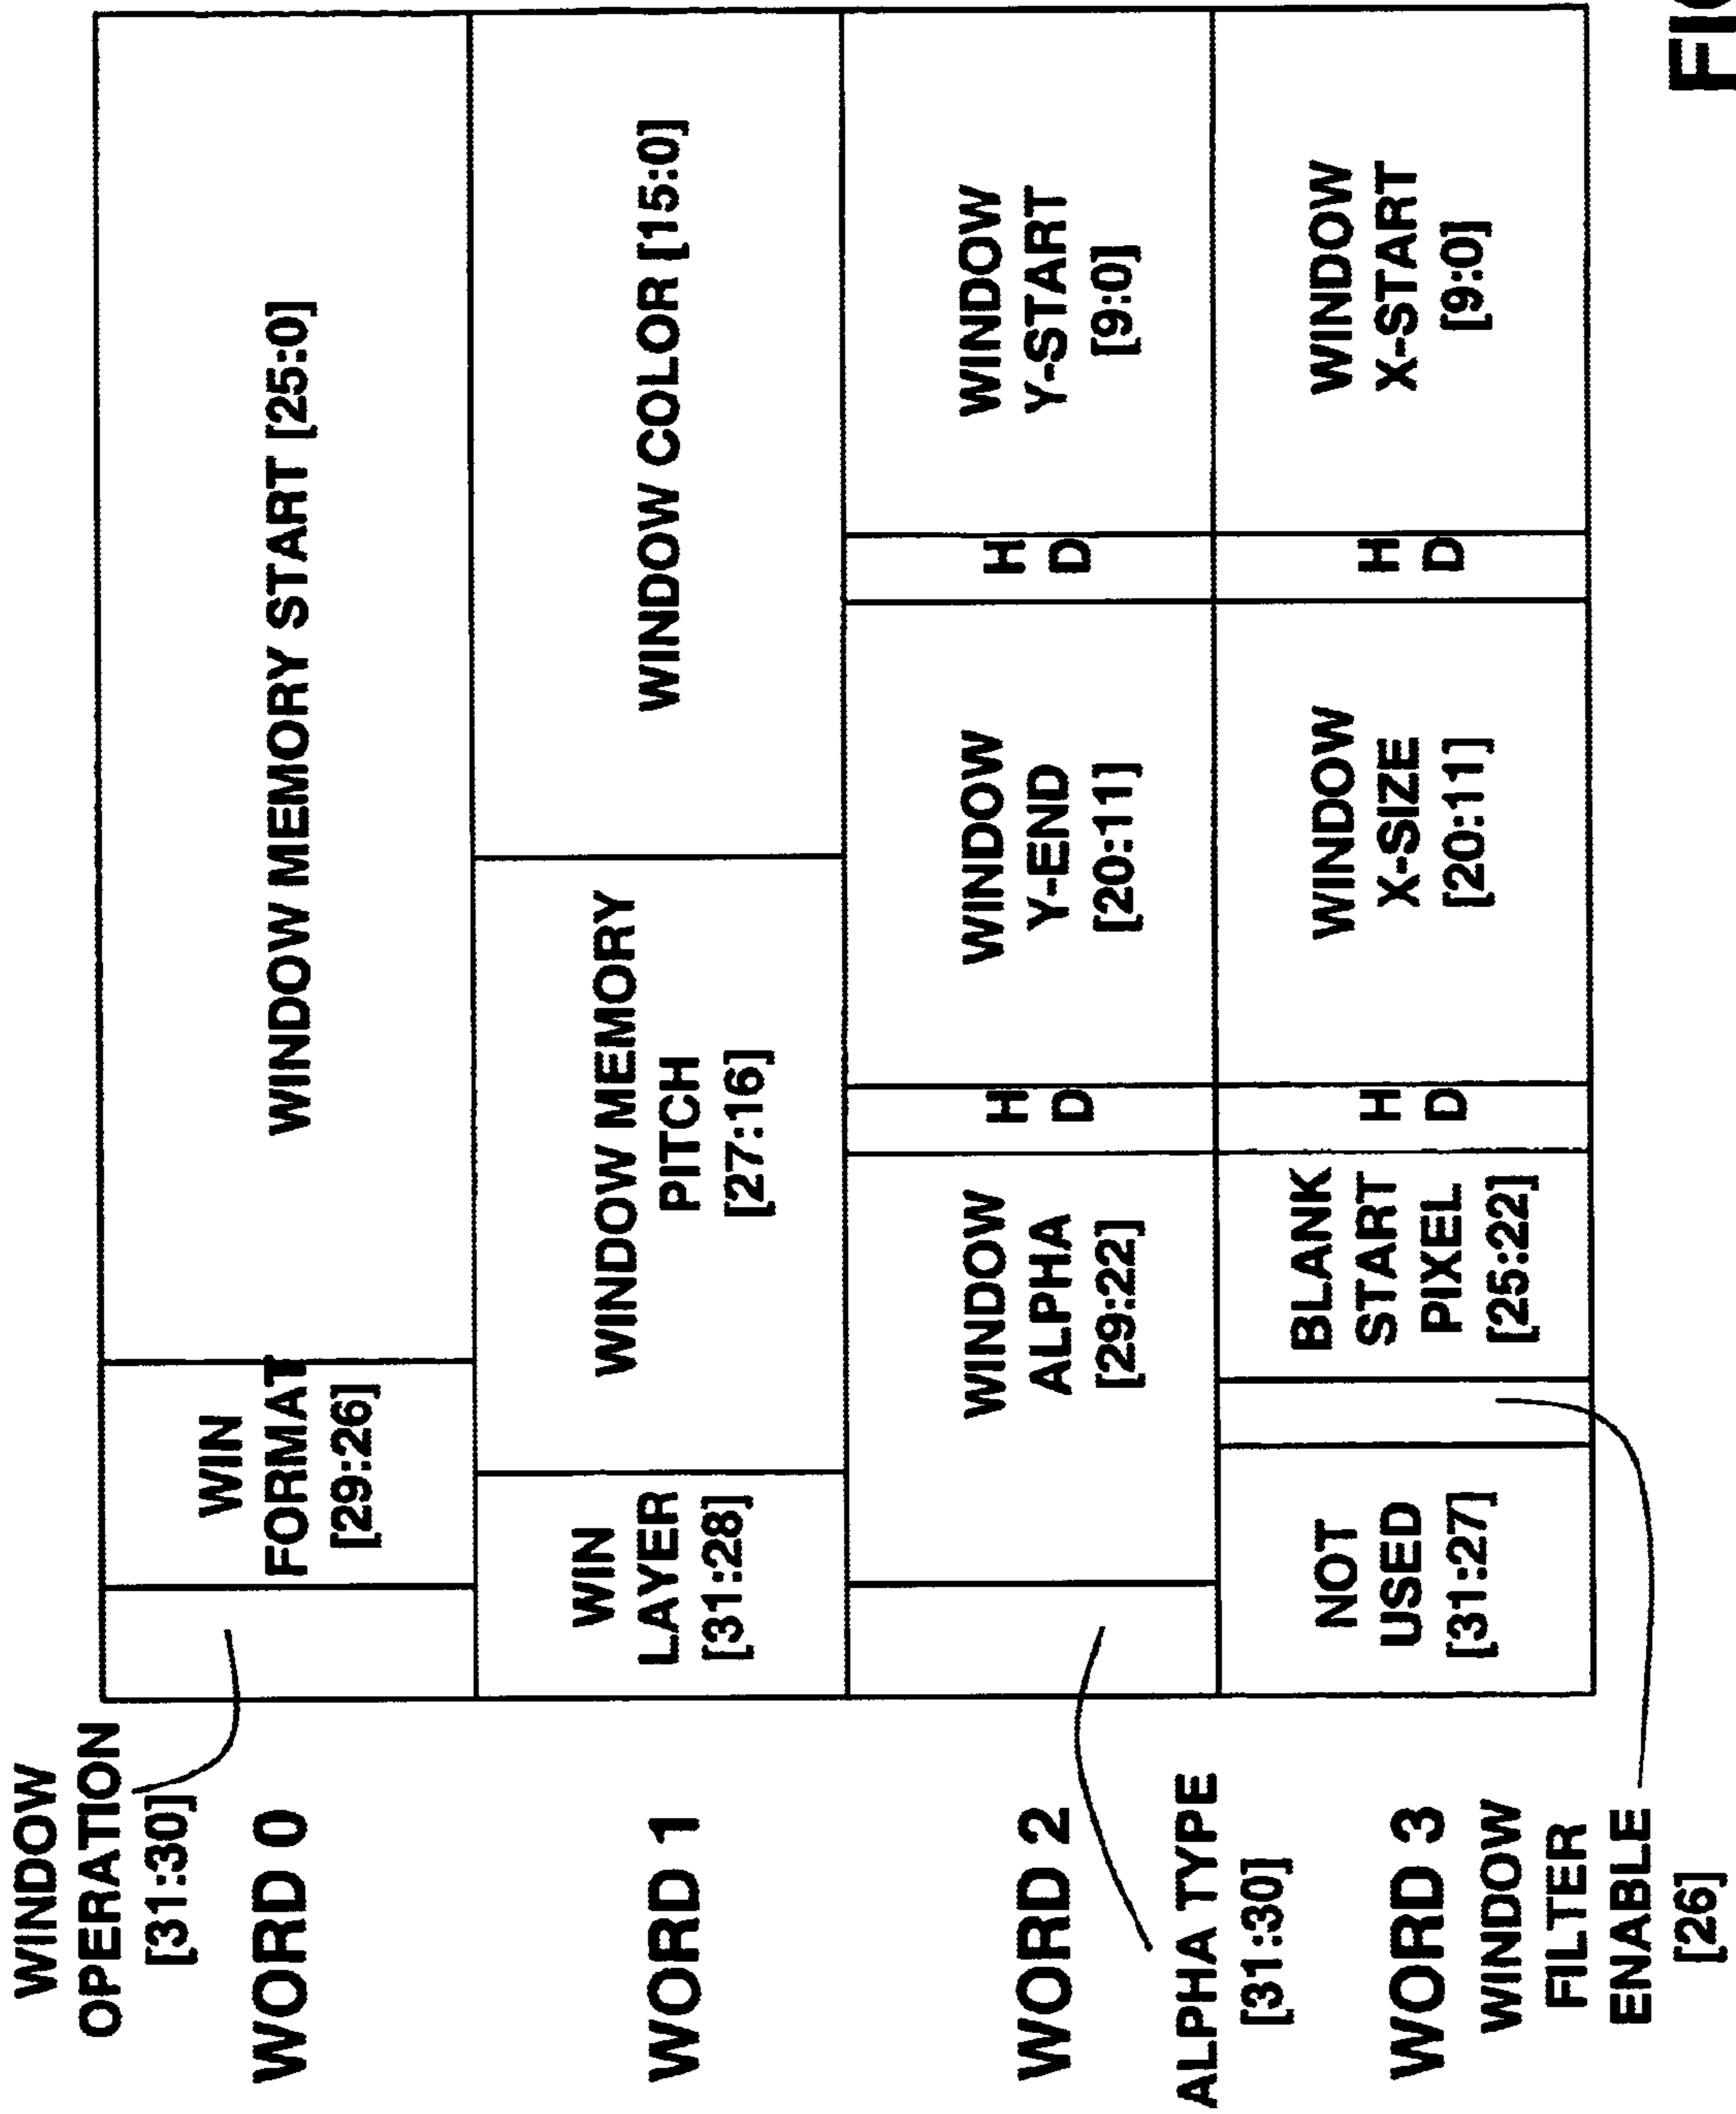 WINDOW
OPERATION
[31:30]
WORD 0
WIN
FORMAT
[29:26]
WINDOW MEMORY START [25:0]
WORD 1
WIN
LAYER
[31:28]
WINDOW MEMORY
PITCH
[27:16]
WINDOW COLOR [15:0]
WORD 2
ALPHA TYPE
[31:30]
WINDOW
ALPHA
[29:22]
H
D
WINDOW
Y-END
[20:11]
H
D
WINDOW
Y-START
[9:0]
WORD 3
WINDOW
FILTER
ENABLE
[26]
NOT
USED
[31:27]
BLANK
START
PIXEL
[25:22]
H
D
WINDOW
X-SIZE
[20:11]
H
D
WINDOW
X-START
[9:0]